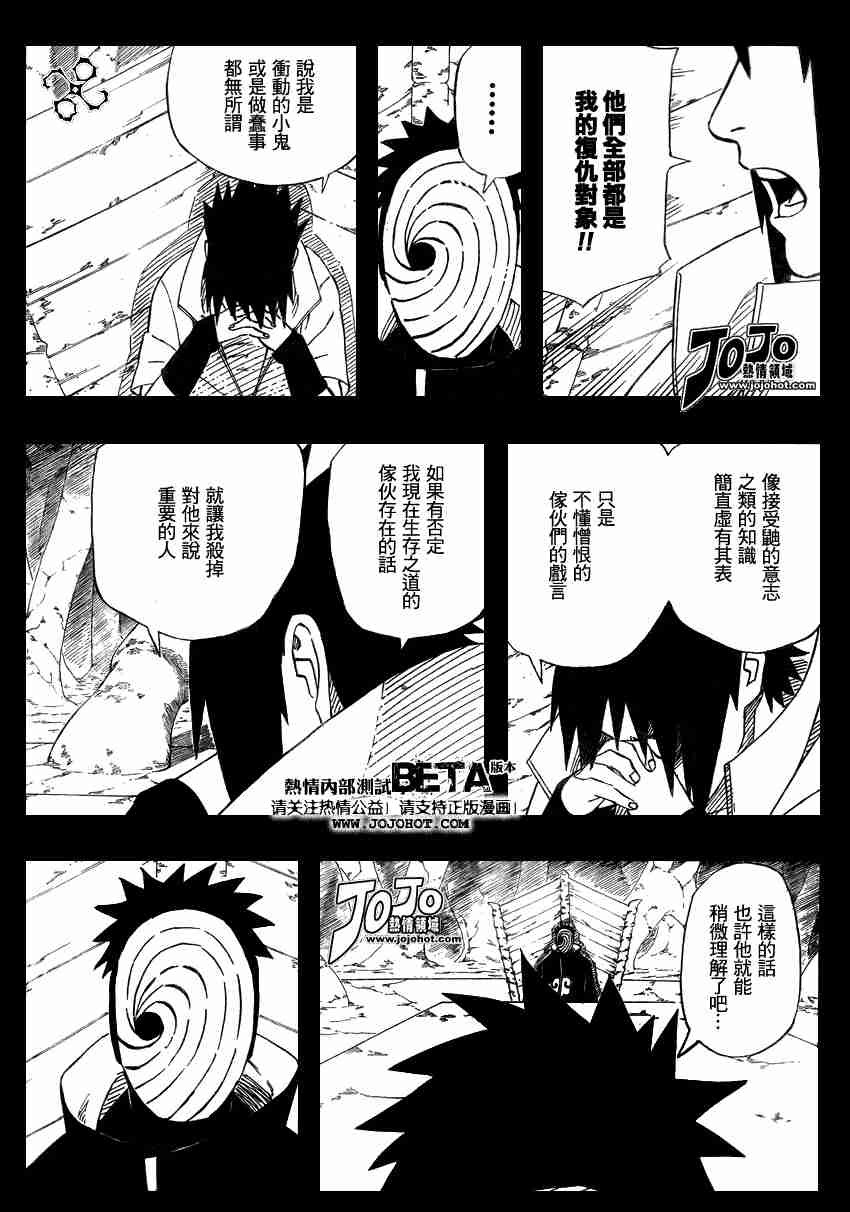 他們全部都是
我的復仇對象!!
……
說我是
衝動的小鬼
或是做蠢事
都無所謂
JOJO
熱情領域
www.jojohot.com
像接受鼬的意志
之類的知識
簡直虛有其表
只是
不懂憎恨的
傢伙們的戲言
如果有否定
我現在生存之道的
傢伙存在的話
就讓我殺掉
對他來說
重要的人
熱情內部測試BETA版本
请关注热情公益! 请支持正版漫画!
WWW.JOJOHOT.COM
這樣的話
也許他就能
稍微理解了吧…
JOJO
熱情領域
www.jojohot.com